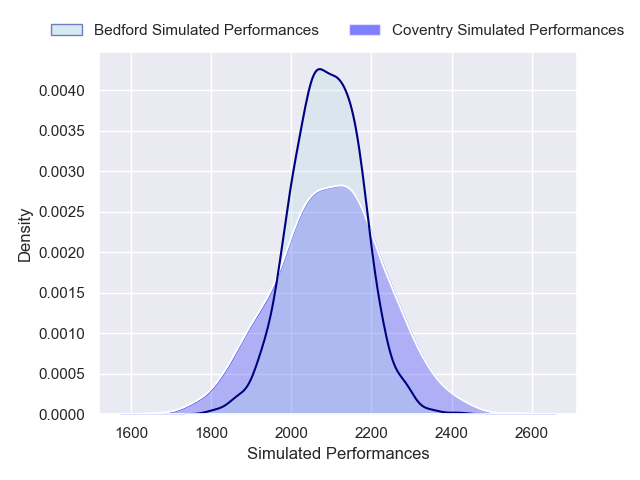 Bedford Simulated Performances
Coventry Simulated Performances
0.0040
0.0035
0.0030
0.0025
0.0020
0.0015
0.0010
0.0005
0.0000
Density
1600 1800 2000 2200 2400 2600
Simulated Performances